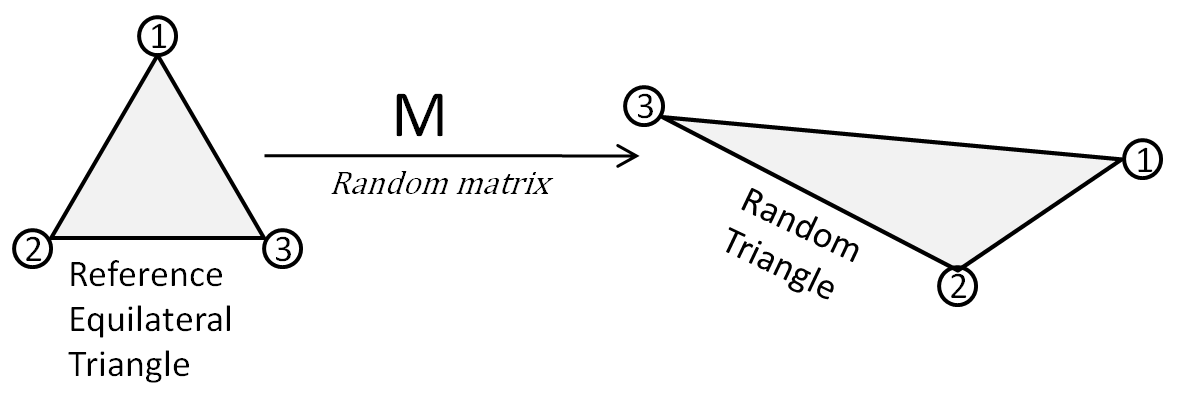 1
M
Random matrix
2
3
Reference
Equilateral
Triangle
3
1
2
Random
Triangle